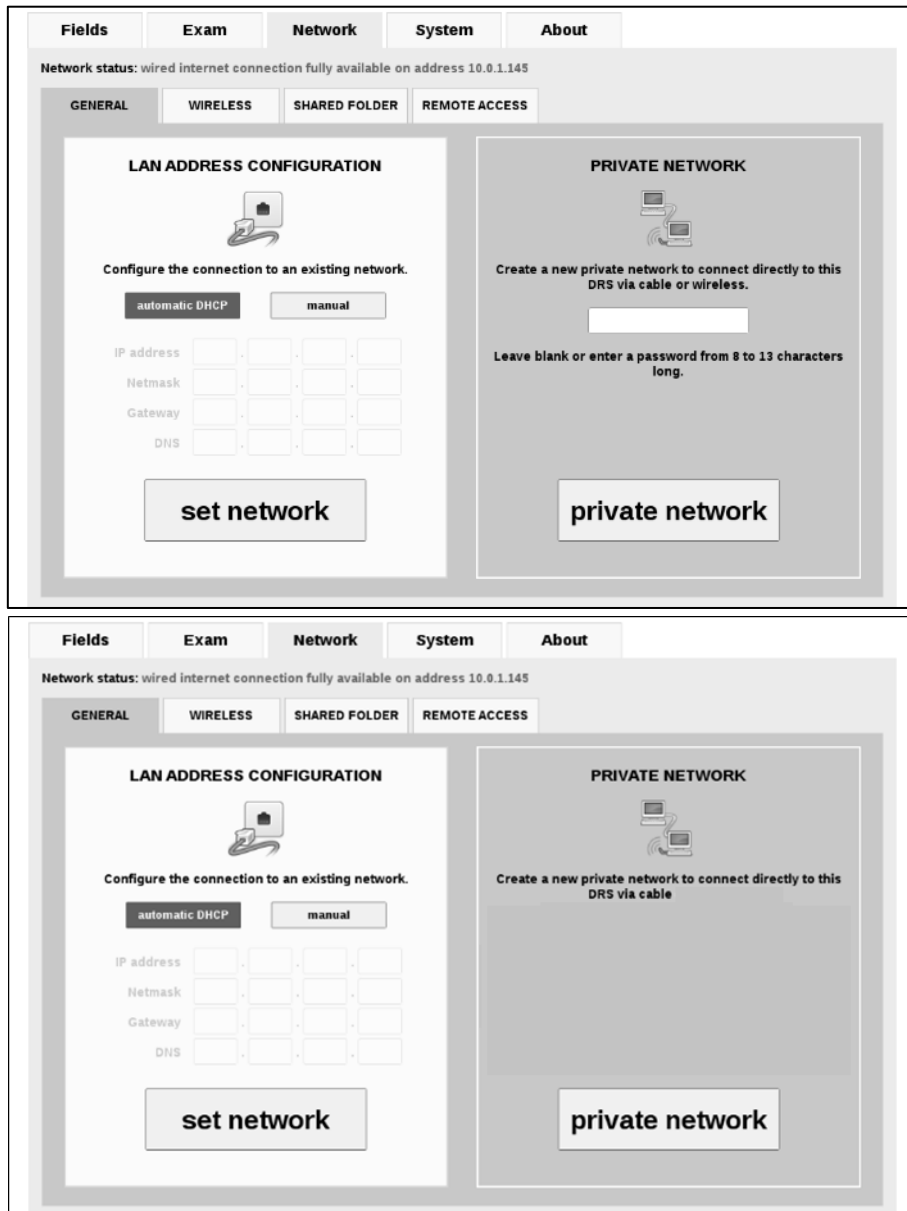 Fields Exam Network System About
Network status: wired internet connection fully available on address 10.0.1.145
GENERAL WIRELESS SHARED FOLDER REMOTE ACCESS
LAN ADDRESS CONFIGURATION
Configure the connection to an existing network.
automatic DHCP manual
IP address . . .
Netmask . . .
Gateway . . .
DNS . . .
set network
PRIVATE NETWORK
Create a new private network to connect directly to this
DRS via cable or wireless.
Leave blank or enter a password from 8 to 13 characters
long.
private network
Fields Exam Network System About
Network status: wired internet connection fully available on address 10.0.1.145
GENERAL WIRELESS SHARED FOLDER REMOTE ACCESS
LAN ADDRESS CONFIGURATION
Configure the connection to an existing network.
automatic DHCP manual
IP address . . .
Netmask . . .
Gateway . . .
DNS . . .
set network
PRIVATE NETWORK
Create a new private network to connect directly to this
DRS via cable
private network